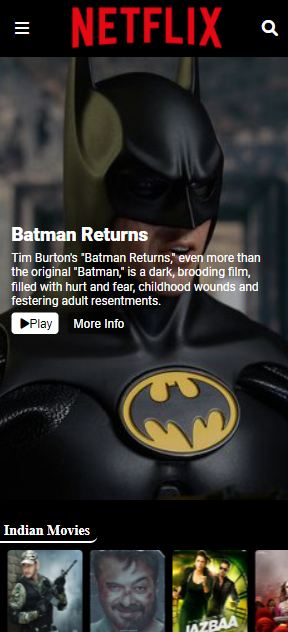 NETFLIX
Batman Returns
Tim Burton's "Batman Returns," even more than
the original "Batman," is a dark, brooding film,
filled with hurt and fear, childhood wounds and
festering adult resentments.
Play
More Info
Indian Movies
JAZBAA